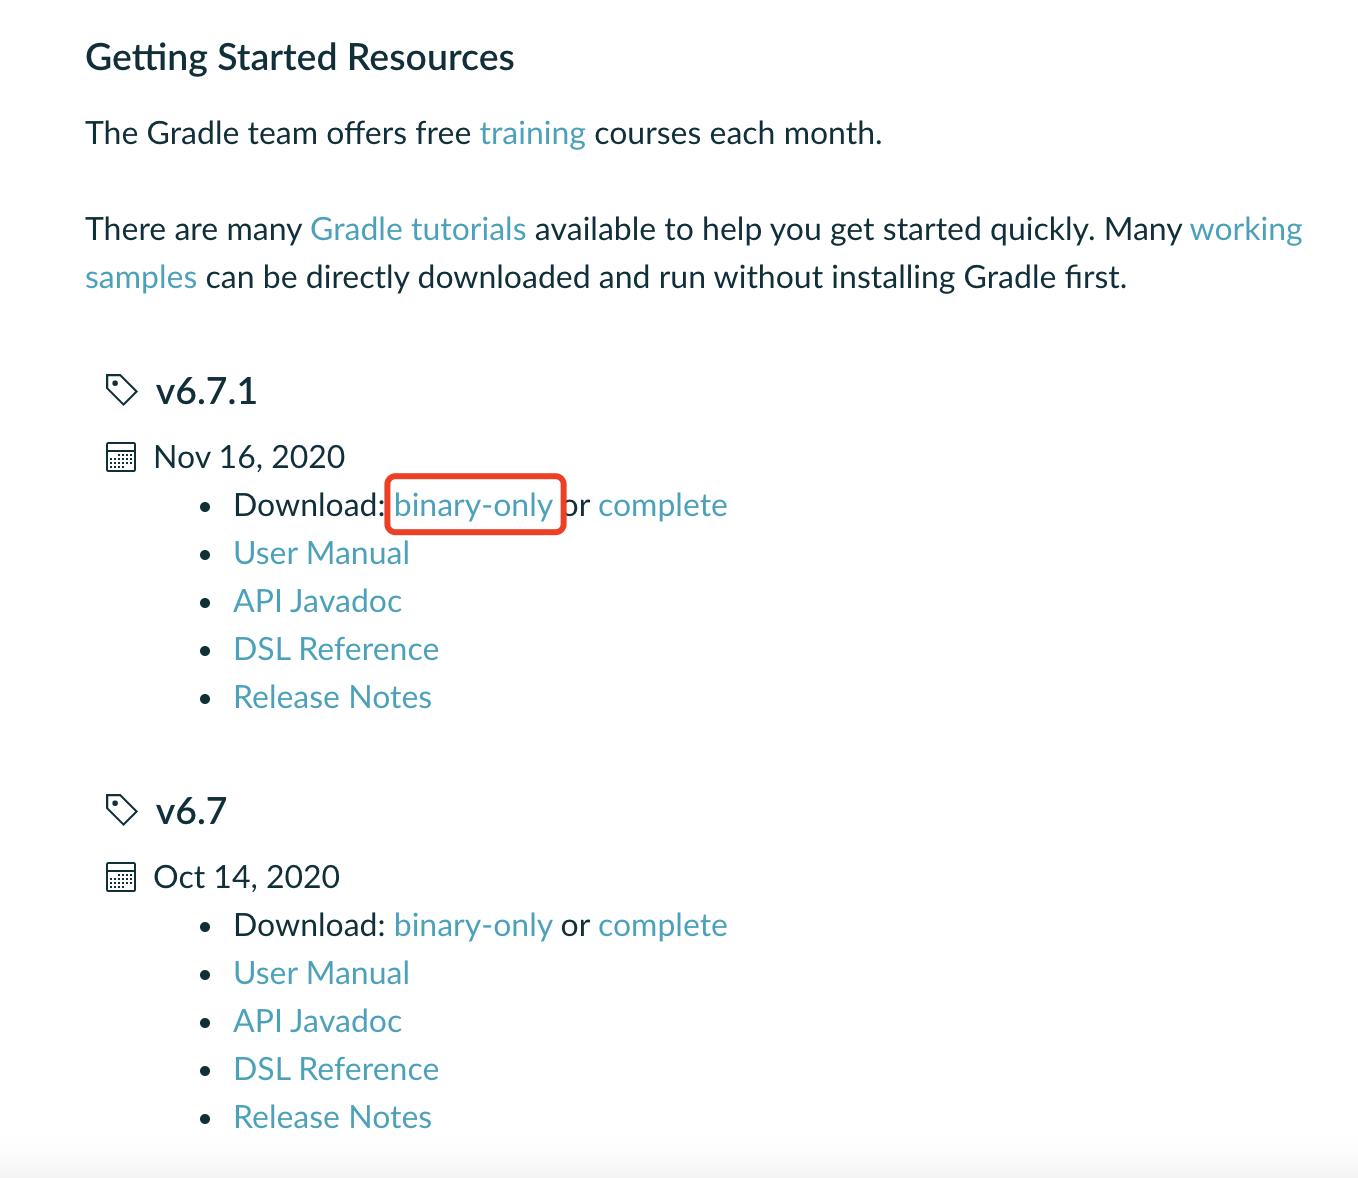 Getting Started Resources
The Gradle team offers free training courses each month.
There are many Gradle tutorials available to help you get started quickly. Many working
samples can be directly downloaded and run without installing Gradle first.
v6.7.1
Nov 16, 2020
• Download: binary-only or complete
• User Manual
• API Javadoc
• DSL Reference
• Release Notes
v6.7
Oct 14, 2020
• Download: binary-only or complete
• User Manual
• API Javadoc
• DSL Reference
• Release Notes